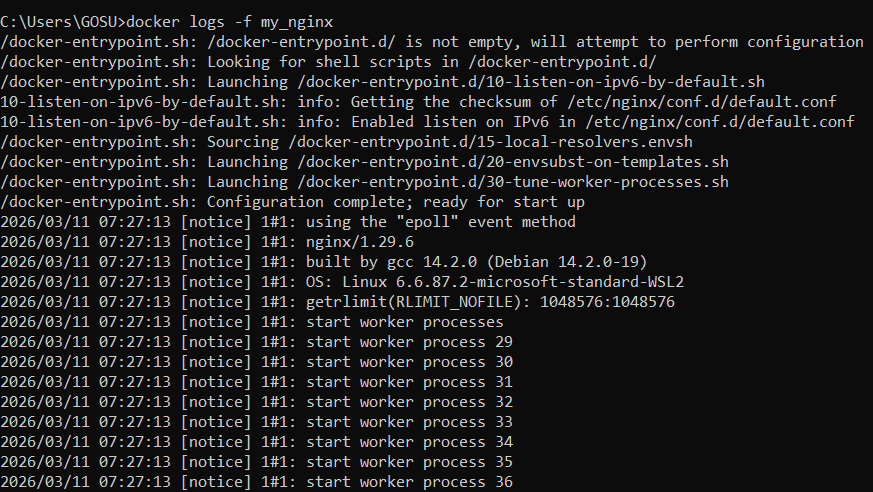 C:\Users\GOSU>docker logs -f my_nginx
/docker-entrypoint.sh: /docker-entrypoint.d/ is not empty, will attempt to perform configuration
/docker-entrypoint.sh: Looking for shell scripts in /docker-entrypoint.d/
/docker-entrypoint.sh: Launching /docker-entrypoint.d/10-listen-on-ipv6-by-default.sh
10-listen-on-ipv6-by-default.sh: info: Getting the checksum of /etc/nginx/conf.d/default.conf
10-listen-on-ipv6-by-default.sh: info: Enabled listen on IPv6 in /etc/nginx/conf.d/default.conf
/docker-entrypoint.sh: Sourcing /docker-entrypoint.d/15-local-resolvers.envsh
/docker-entrypoint.sh: Launching /docker-entrypoint.d/20-envsubst-on-templates.sh
/docker-entrypoint.sh: Launching /docker-entrypoint.d/30-tune-worker-processes.sh
/docker-entrypoint.sh: Configuration complete; ready for start up
2026/03/11 07:27:13 [notice] 1#1: using the "epoll" event method
2026/03/11 07:27:13 [notice] 1#1: nginx/1.29.6
2026/03/11 07:27:13 [notice] 1#1: built by gcc 14.2.0 (Debian 14.2.0-19)
2026/03/11 07:27:13 [notice] 1#1: OS: Linux 6.6.87.2-microsoft-standard-WSL2
2026/03/11 07:27:13 [notice] 1#1: getrlimit(RLIMIT_NOFILE): 1048576:1048576
2026/03/11 07:27:13 [notice] 1#1: start worker processes
2026/03/11 07:27:13 [notice] 1#1: start worker process 29
2026/03/11 07:27:13 [notice] 1#1: start worker process 30
2026/03/11 07:27:13 [notice] 1#1: start worker process 31
2026/03/11 07:27:13 [notice] 1#1: start worker process 32
2026/03/11 07:27:13 [notice] 1#1: start worker process 33
2026/03/11 07:27:13 [notice] 1#1: start worker process 34
2026/03/11 07:27:13 [notice] 1#1: start worker process 35
2026/03/11 07:27:13 [notice] 1#1: start worker process 36